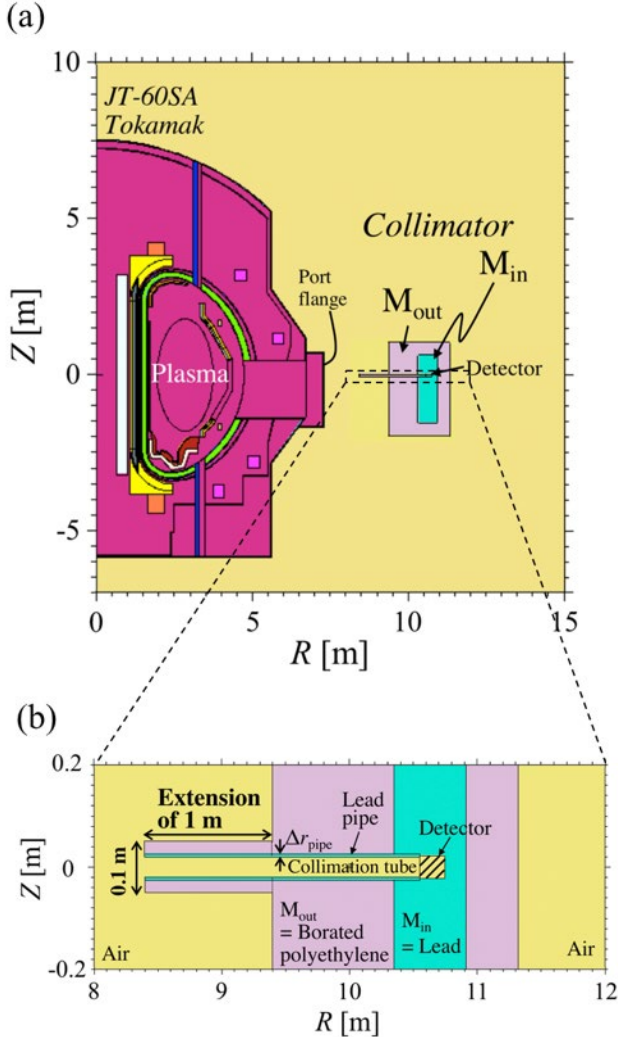 (a)
10
5
0
-5
Z [m]
JT-60SA
Tokamak
Collimator
M_in
M_out
Port
flange
Plasma
Detector
0
5
10
15
R [m]
(b)
0.2
0
-0.2
Z [m]
Extension
of 1 m
Δr_pipe
Lead
pipe
Detector
0.1 m
Collimation tube
M_out
= Borated
polyethylene
M_in
= Lead
Air
Air
8
9
10
11
12
R [m]